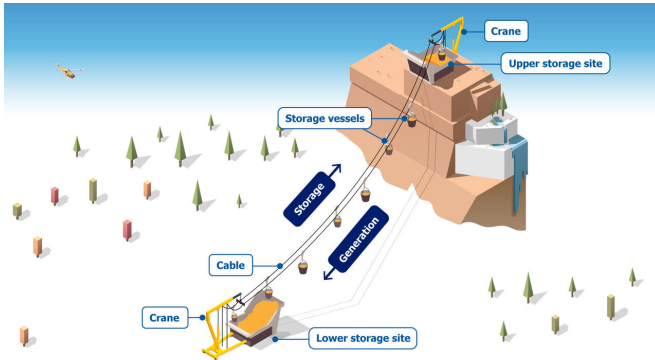 Crane
Upper storage site
Storage vessels
Storage
Generation
Cable
Crane
Lower storage site